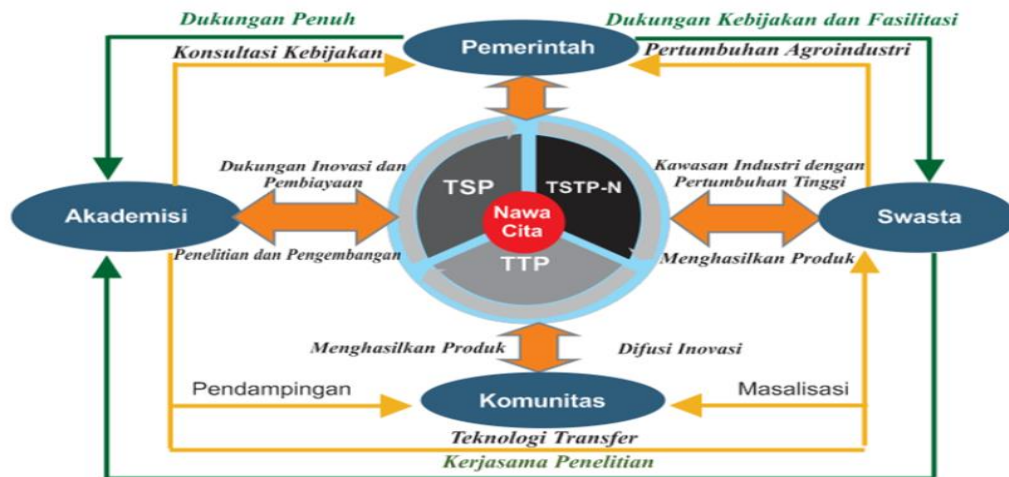 Dukungan Penuh
Dukungan Kebijakan dan Fasilitasi
Konsultasi Kebijakan
Pemerintah
Pertumbuhan Agroindustri
Dukungan Inovasi dan
Pembiayaan
Kawasan Industri dengan
Pertumbuhan Tinggi
TSP
TSTP-N
Akademisi
Nawa
Cita
Swasta
Penelitian dan Pengembangan
TTP
Menghasilkan Produk
Menghasilkan Produk
Difusi Inovasi
Pendampingan
Komunitas
Masalisasi
Teknologi Transfer
Kerjasama Penelitian